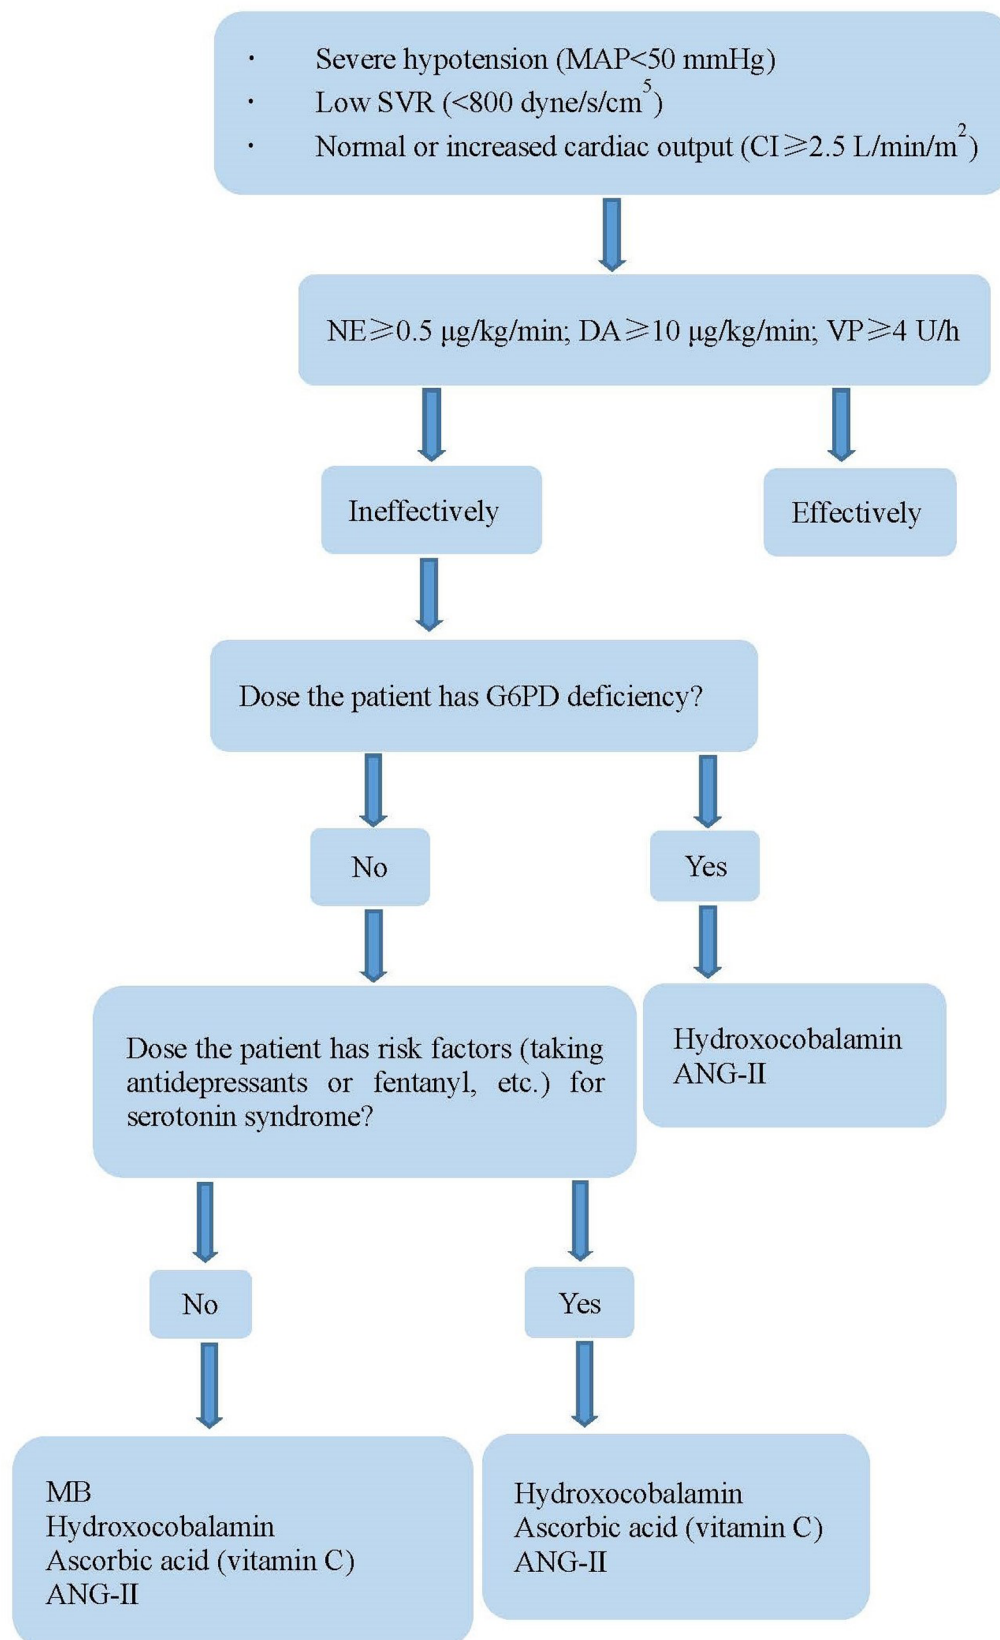 · Severe hypotension (MAP<50 mmHg)
· Low SVR (<800 dyne/s/cm⁵)
· Normal or increased cardiac output (CI≥2.5 L/min/m²)
NE≥0.5 μg/kg/min; DA≥10 μg/kg/min; VP≥4 U/h
Ineffectively
Effectively
Dose the patient has G6PD deficiency?
No
Yes
Dose the patient has risk factors (taking
antidepressants or fentanyl, etc.) for
serotonin syndrome?
Hydroxocobalamin
ANG-II
No
Yes
MB
Hydroxocobalamin
Ascorbic acid (vitamin C)
ANG-II
Hydroxocobalamin
Ascorbic acid (vitamin C)
ANG-II